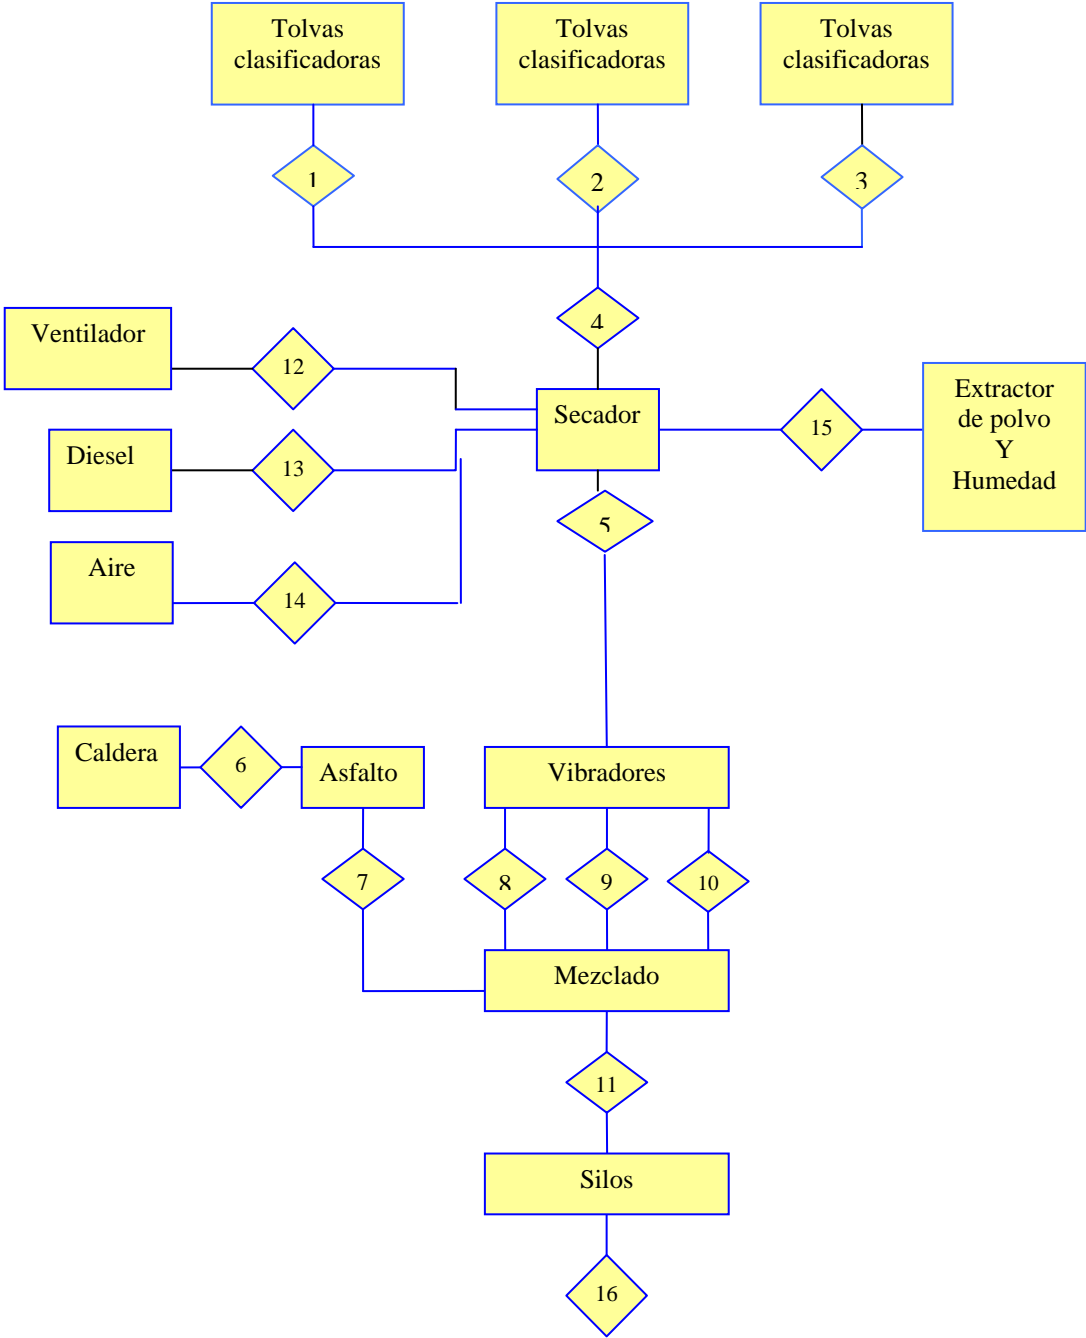 Tolvas
clasificadoras
Tolvas
clasificadoras
Tolvas
clasificadoras
1
2
3
4
Ventilador
12
Secador
15
Extractor
de polvo
Y
Humedad
Diesel
13
5
Aire
14
Caldera
6
Asfalto
Vibradores
7
8
9
10
Mezclado
11
Silos
16